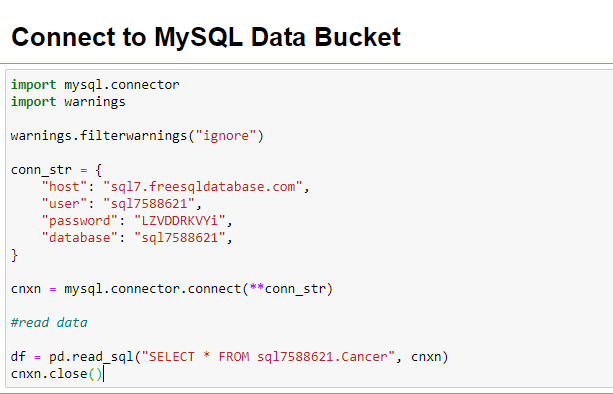 Connect to MySQL Data Bucket
import mysql.connector
import warnings
warnings.filterwarnings("ignore")
conn_str = {
"host": "sql7.freesqldatabase.com",
"user": "sql7588621",
"password": "LZVDDRKVYi",
"database": "sql7588621",
}
cnxn = mysql.connector.connect(**conn_str)
#read data
df = pd.read_sql("SELECT * FROM sql7588621.Cancer", cnxn)
cnxn.close()